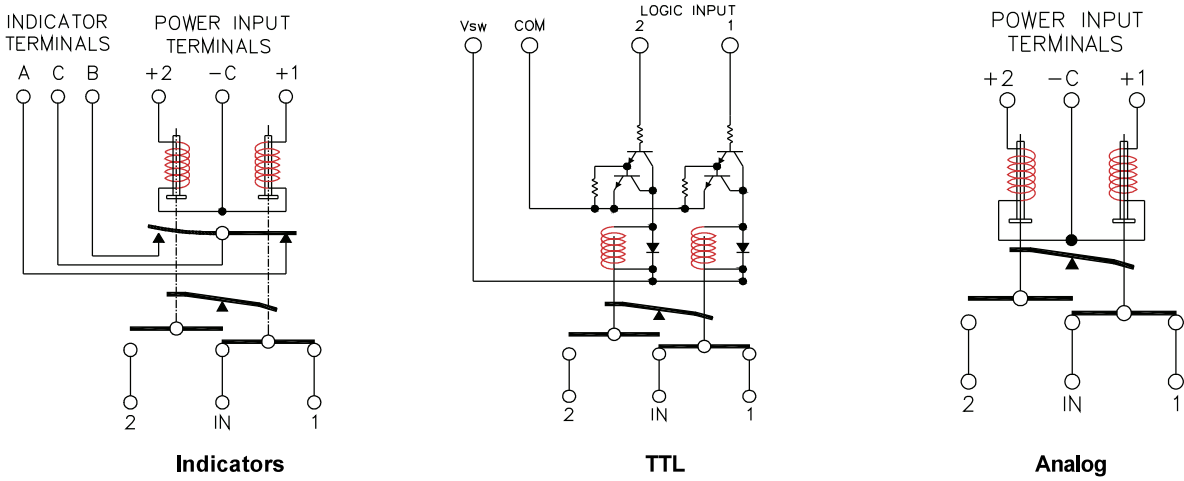 INDICATOR
TERMINALS
POWER INPUT
TERMINALS
A C B +2 −C +1
2 IN 1
Indicators
LOGIC INPUT
Vsw COM 2 1
2 IN 1
TTL
POWER INPUT
TERMINALS
+2 −C +1
2 IN 1
Analog